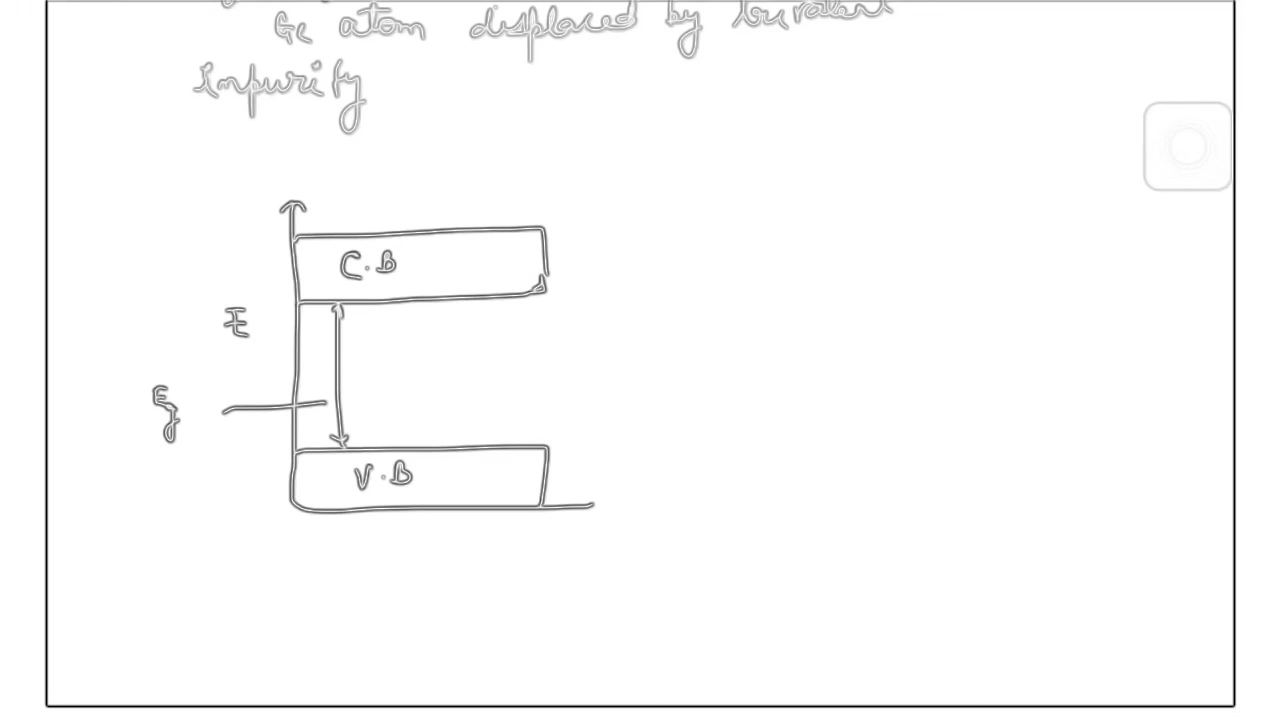 Ge atom displaced by trivalent
Impurity
C.B
E
Eg
V.B